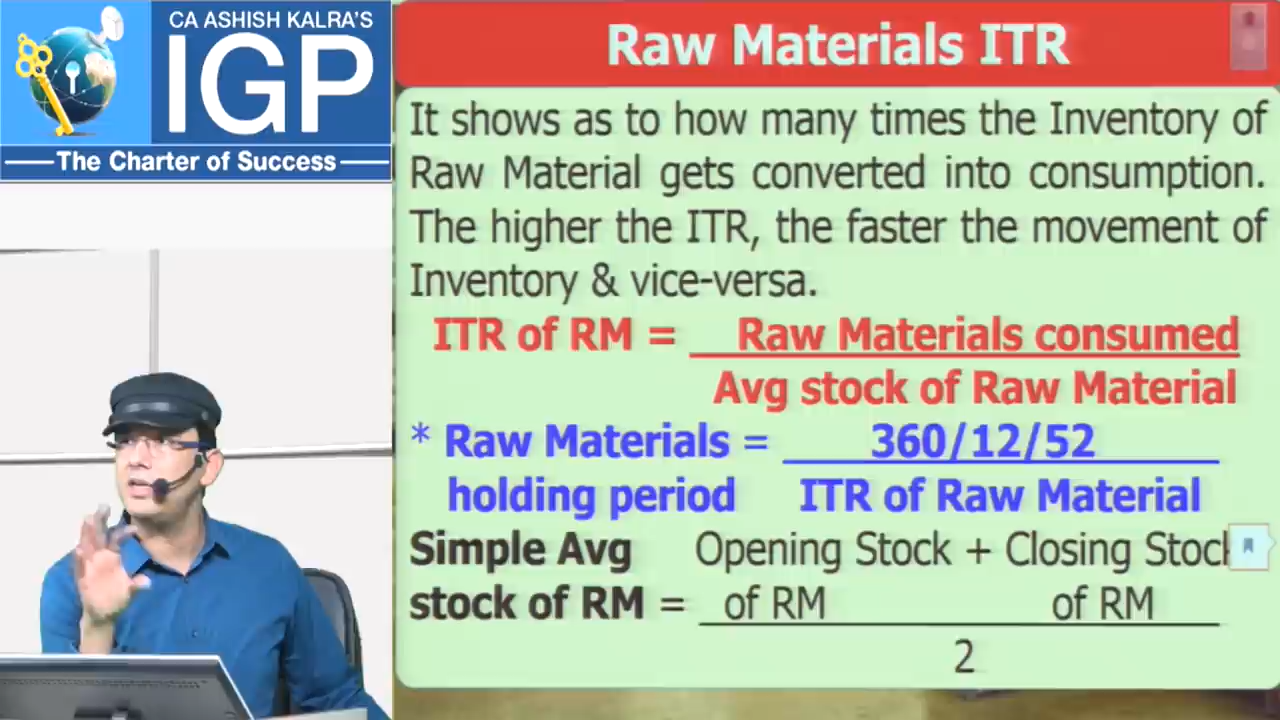 CA ASHISH KALRA'S
IGP
The Charter of Success
Raw Materials ITR
It shows as to how many times the Inventory of
Raw Material gets converted into consumption.
The higher the ITR, the faster the movement of
Inventory & vice-versa.
ITR of RM = Raw Materials consumed
Avg stock of Raw Material
* Raw Materials = 360/12/52
holding period ITR of Raw Material
Simple Avg Opening Stock + Closing Stock
stock of RM = of RM of RM
2